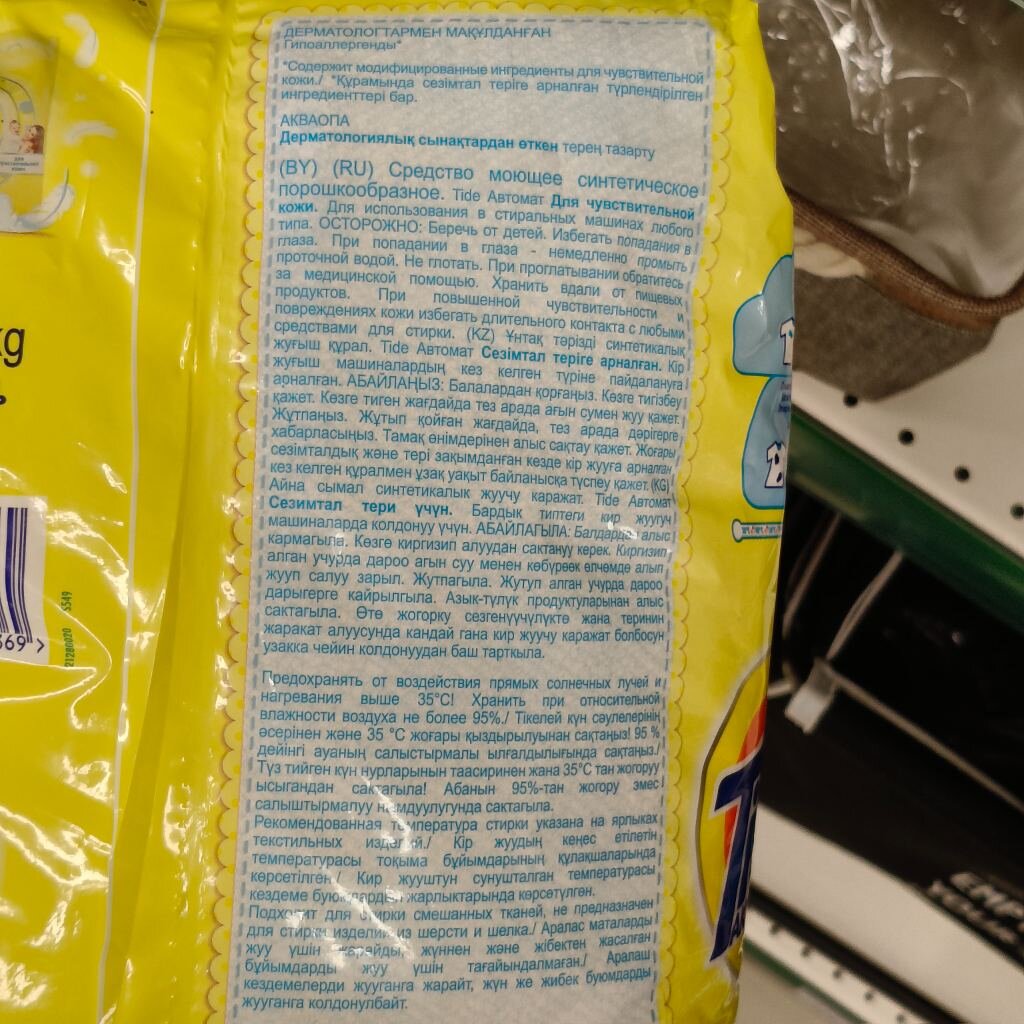 ДЕРМАТОЛОГТАРМЕН МАҚҰЛДАНҒАН
Гипоаллергенды*
*Содержит модифицированные ингредиенты для чувствительной
кожи./ *Құрамында сезімтал теріге арналған түрлендірілген
ингредиенттері бар.
АКВАОПА
Дерматологиялық сынақтардан өткен терең тазарту
(BY) (RU) Средство моющее синтетическое
порошкообразное. Tide Автомат Для чувствительной
кожи. Для использования в стиральных машинах любого
типа. ОСТОРОЖНО: Беречь от детей. Избегать попадания в
глаза. При попадании в глаза - немедленно промыть
проточной водой. Не глотать. При проглатывании обратитесь
за медицинской помощью. Хранить вдали от пищевых
продуктов. При повышенной чувствительности и
повреждениях кожи избегать длительного контакта с любыми
средствами для стирки. (KZ) Ұнтақ тәрізді синтетикалық
жуғыш құрал. Tide Автомат Сезімтал теріге арналған. Кір
жуғыш машиналардың кез келген түріне пайдалануға
арналған. АБАЙЛАҢЫЗ: Балалардан қорғаңыз. Көзге тигізбеу
қажет. Көзге тиген жағдайда тез арада ағын сумен жуу қажет.
Жұтпаңыз. Жұтып қойған жағдайда, тез арада дәрігерге
хабарласыңыз. Тамақ өнімдерінен алыс сақтау қажет. Жоғары
сезімталдық және тері зақымданған кезде кір жууға арналған
кез келген құралмен ұзақ уақыт байланысқа түспеу қажет. (KG)
Айна сымал синтетикалык жуучу каражат. Tide Автомат
Сезимтал тери үчүн. Бардык типтеги кир жуугуч
машиналарда колдонуу үчүн. АБАЙЛАГЫЛА: Балдардан алыс
кармагыла. Көзгө киргизип алуудан сактануу керек. Киргизип
алган учурда дароо агын суу менен көбүрөөк өлчөмдө алып
жууп салуу зарыл. Жутпагыла. Жутуп алган учурда дароо
дарыгерге кайрылгыла. Азык-түлүк продуктуларынан алыс
сактагыла. Өтө жогорку сезгенүүчүлүктө жана теринин
жаракат алуусунда кандай гана кир жуучу каражат болбосун
узакка чейин колдонуудан баш тарткыла.
Предохранять от воздействия прямых солнечных лучей и
нагревания выше 35°С! Хранить при относительной
влажности воздуха не более 95%./ Тікелей күн сәулелерінің
әсерінен және 35 °С жоғары қыздырылуынан сақтаңыз! 95 %
дейінгі ауаның салыстырмалы ылғалдылығында сақтаңыз./
Түз тийген күн нурларынын таасиринен жана 35°С тан жогоруу
ысыгандан сактагыла! Абанын 95%-тан жогору эмес
салыштырмалуу нымдуулугунда сактагыла.
Рекомендованная температура стирки указана на ярлыках
текстильных изделий./ Кір жуудың кеңес етілетін
температурасы тоқыма бұйымдарының құлақшаларында
көрсетілген./ Кир жууштун сунушталган температурасы
кездеме буюмдардын жарлыктарында көрсөтүлгөн.
Подходит для стирки смешанных тканей, не предназначен
для стирки изделий из шерсти и шелка./ Аралас маталарды
жуу үшін жарайды, жүннен және жібектен жасалған
бұйымдарды жуу үшін тағайындалмаған./ Аралаш
кездемелерди жууганга жарайт, жүн же жибек буюмдарды
жууганга колдонулбайт.
kg
669 >
21280020 5549